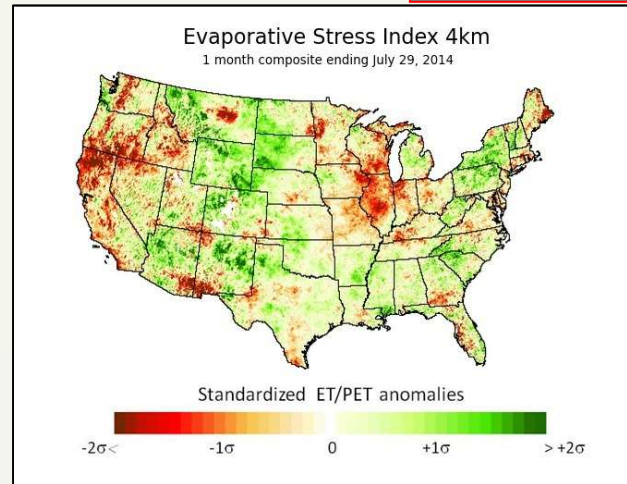 Evaporative Stress Index 4km
1 month composite ending July 29, 2014
Standardized ET/PET anomalies
-2σ< -1σ 0 +1σ > +2σ